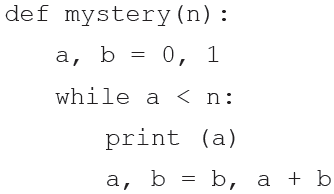 def mystery(n):
    a, b = 0, 1
    while a < n:
        print (a)
        a, b = b, a + b